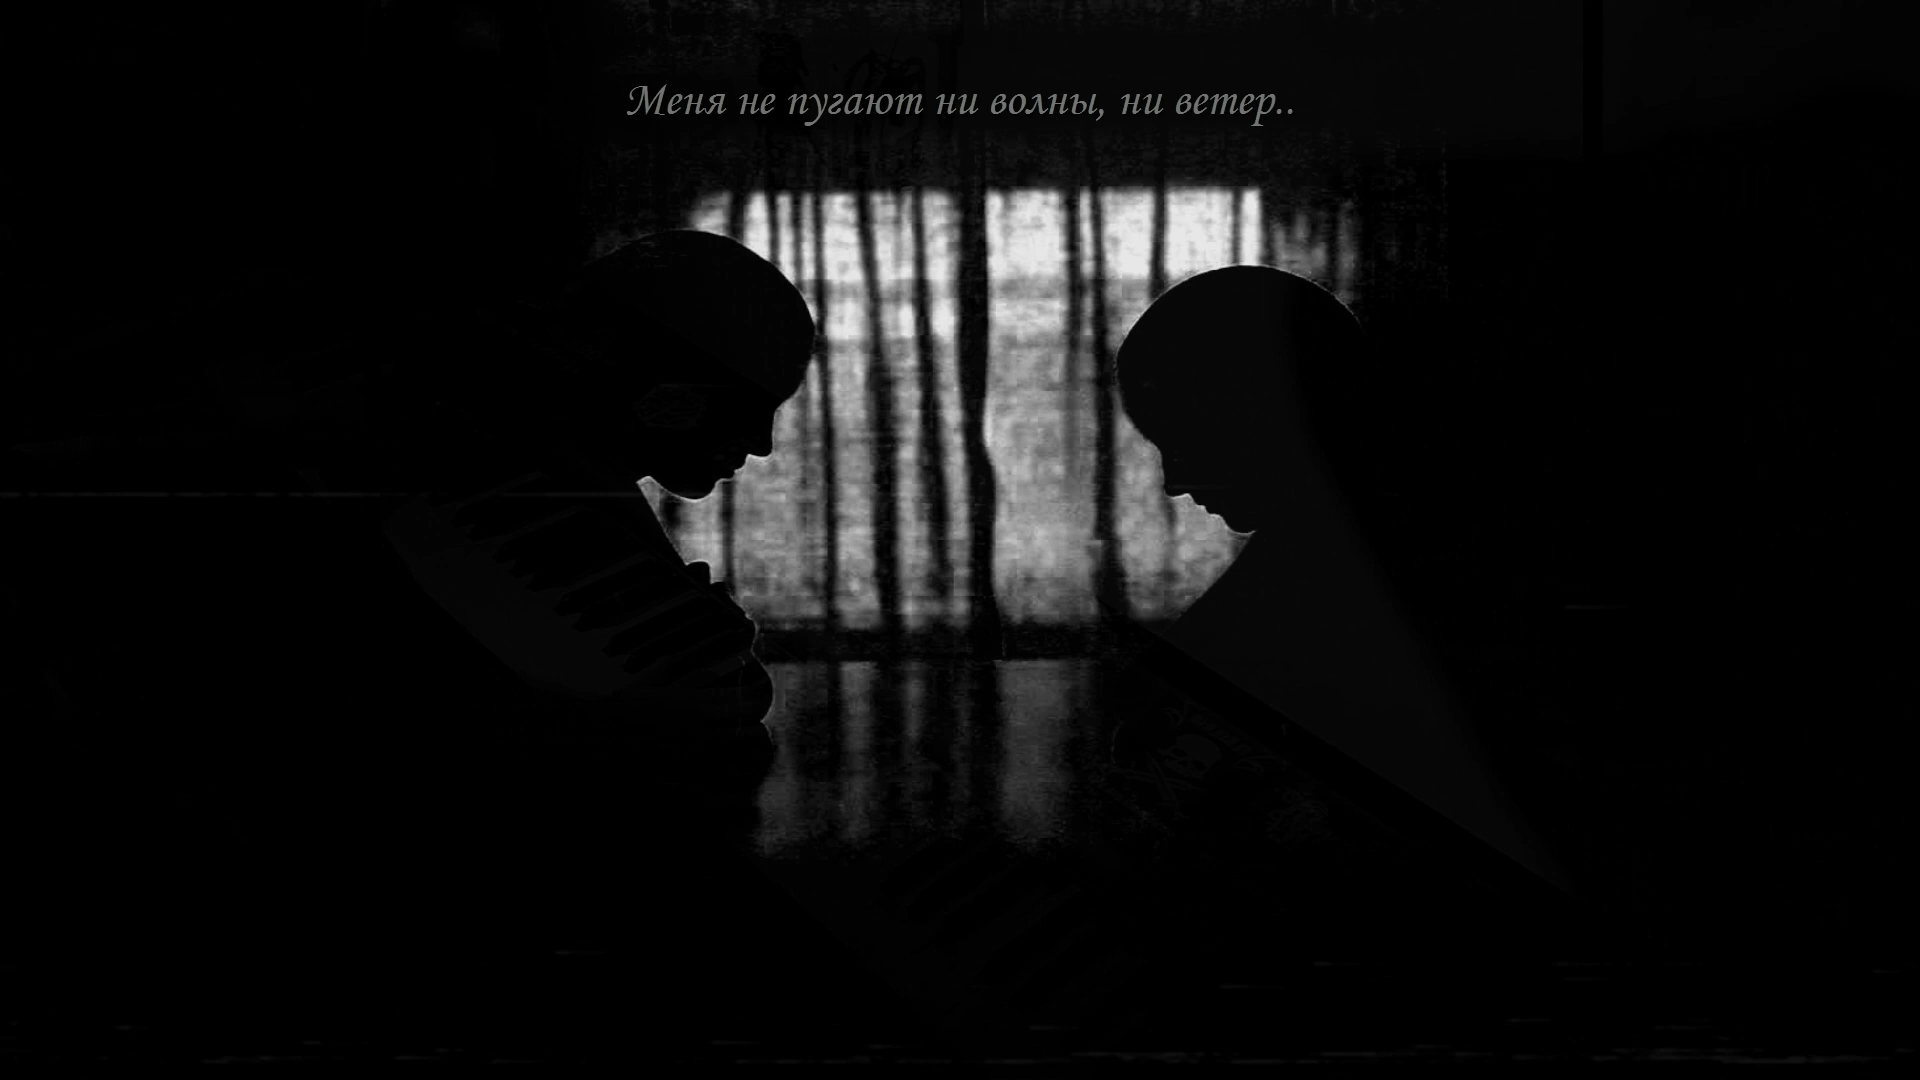 Меня не пугают ни волны, ни ветер..